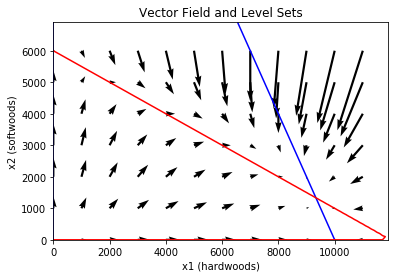 Vector Field and Level Sets
6000
5000
4000
3000
2000
1000
0
x2 (softwoods)
0 2000 4000 6000 8000 10000
x1 (hardwoods)